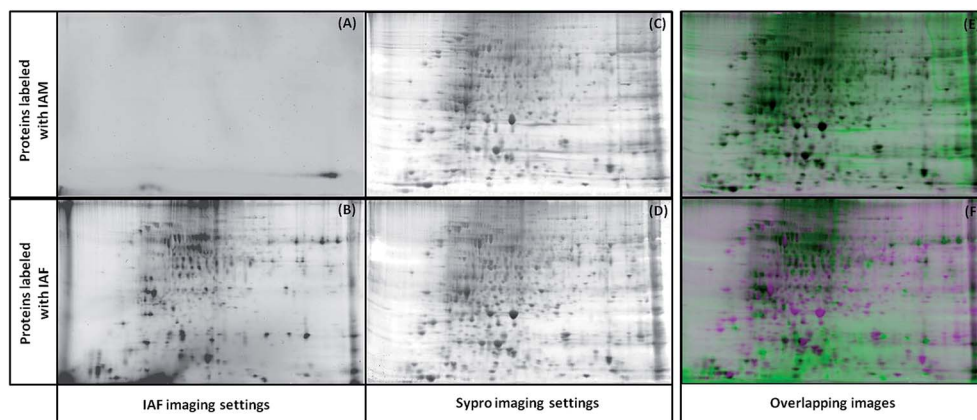 Proteins labeled
with IAM
(A)
(C)
(E)
Proteins labeled
with IAF
(B)
(D)
(F)
IAF imaging settings
Sypro imaging settings
Overlapping images